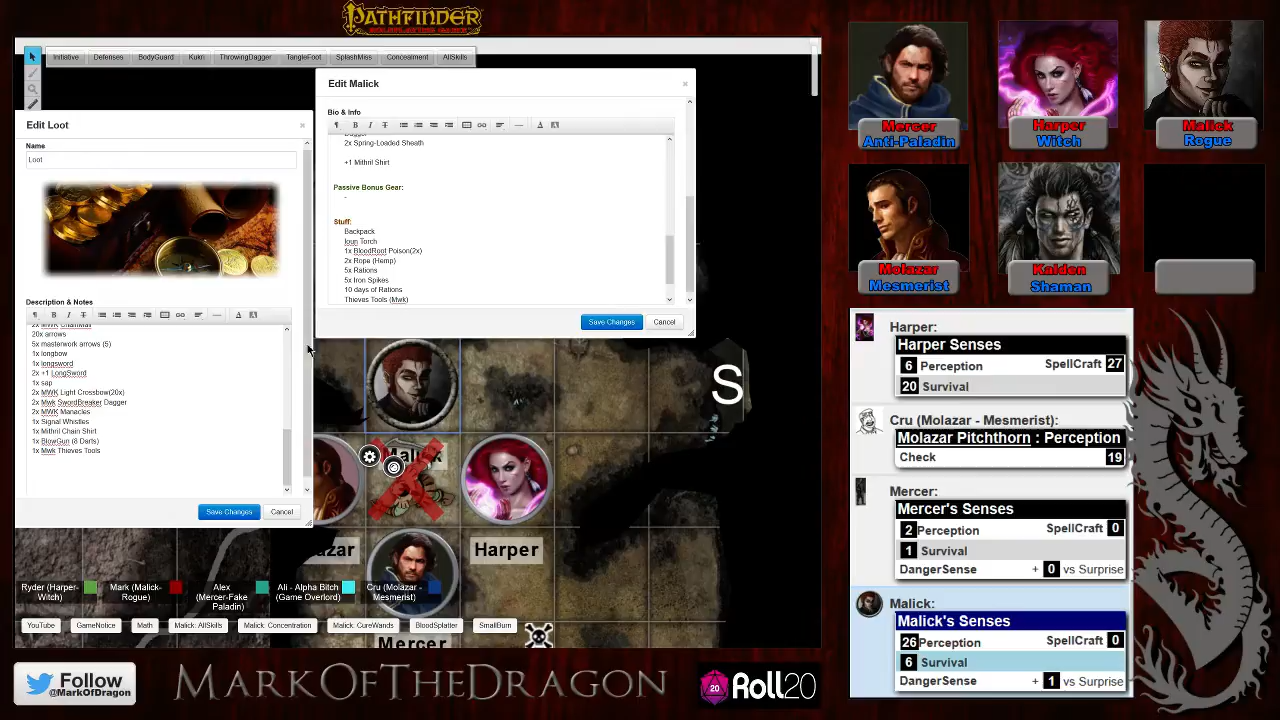 PATHFINDER
ROLEPLAYING GAME
Initiative
Defenses
BodyGuard
Kukri
ThrowingDagger
TangleFoot
SplashMiss
Concealment
AllSkills
Edit Malick
Bio & Info
Dagger
2x Spring-Loaded Sheath
+1 Mithril Shirt
Passive Bonus Gear:
-
Stuff:
Backpack
Ioun Torch
1x BloodRoot Poison(2x)
2x Rope (Hemp)
5x Rations
5x Iron Spikes
10 days of Rations
Thieves Tools (Mwk)
Save Changes
Cancel
Edit Loot
Name
Loot
Description & Notes
2x MWK ChainMail
20x arrows
5x masterwork arrows (5)
1x longbow
1x longsword
2x +1 LongSword
1x sap
2x MWK Light Crossbow(20x)
2x Mwk SwordBreaker Dagger
2x MWK Manacles
1x Signal Whistles
1x Mithril Chain Shirt
1x BlowGun (8 Darts)
1x Mwk Thieves Tools
Save Changes
Cancel
S
Malick
Harper
Mercer
Ryder (Harper-
Witch)
Mark (Malick-
Rogue)
Alex
(Mercer-Fake
Paladin)
Ali - Alpha Bitch
(Game Overlord)
Cru (Molazar -
Mesmerist)
YouTube
GameNotice
Math
Malick: AllSkills
Malick: Concentration
Malick: CureWands
BloodSplatter
SmallBurn
Follow
@MarkOfDragon
MarkOfTheDragon
20
Roll20
Mercer
Anti-Paladin
Harper
Witch
Malick
Rogue
Molazar
Mesmerist
Kaiden
Shaman
Harper:
Harper Senses
6 Perception SpellCraft 27
20 Survival
Cru (Molazar - Mesmerist):
Molazar Pitchthorn : Perception
Check 19
Mercer:
Mercer's Senses
2 Perception SpellCraft 0
1 Survival
DangerSense + 0 vs Surprise
Malick:
Malick's Senses
26 Perception SpellCraft 0
6 Survival
DangerSense + 1 vs Surprise